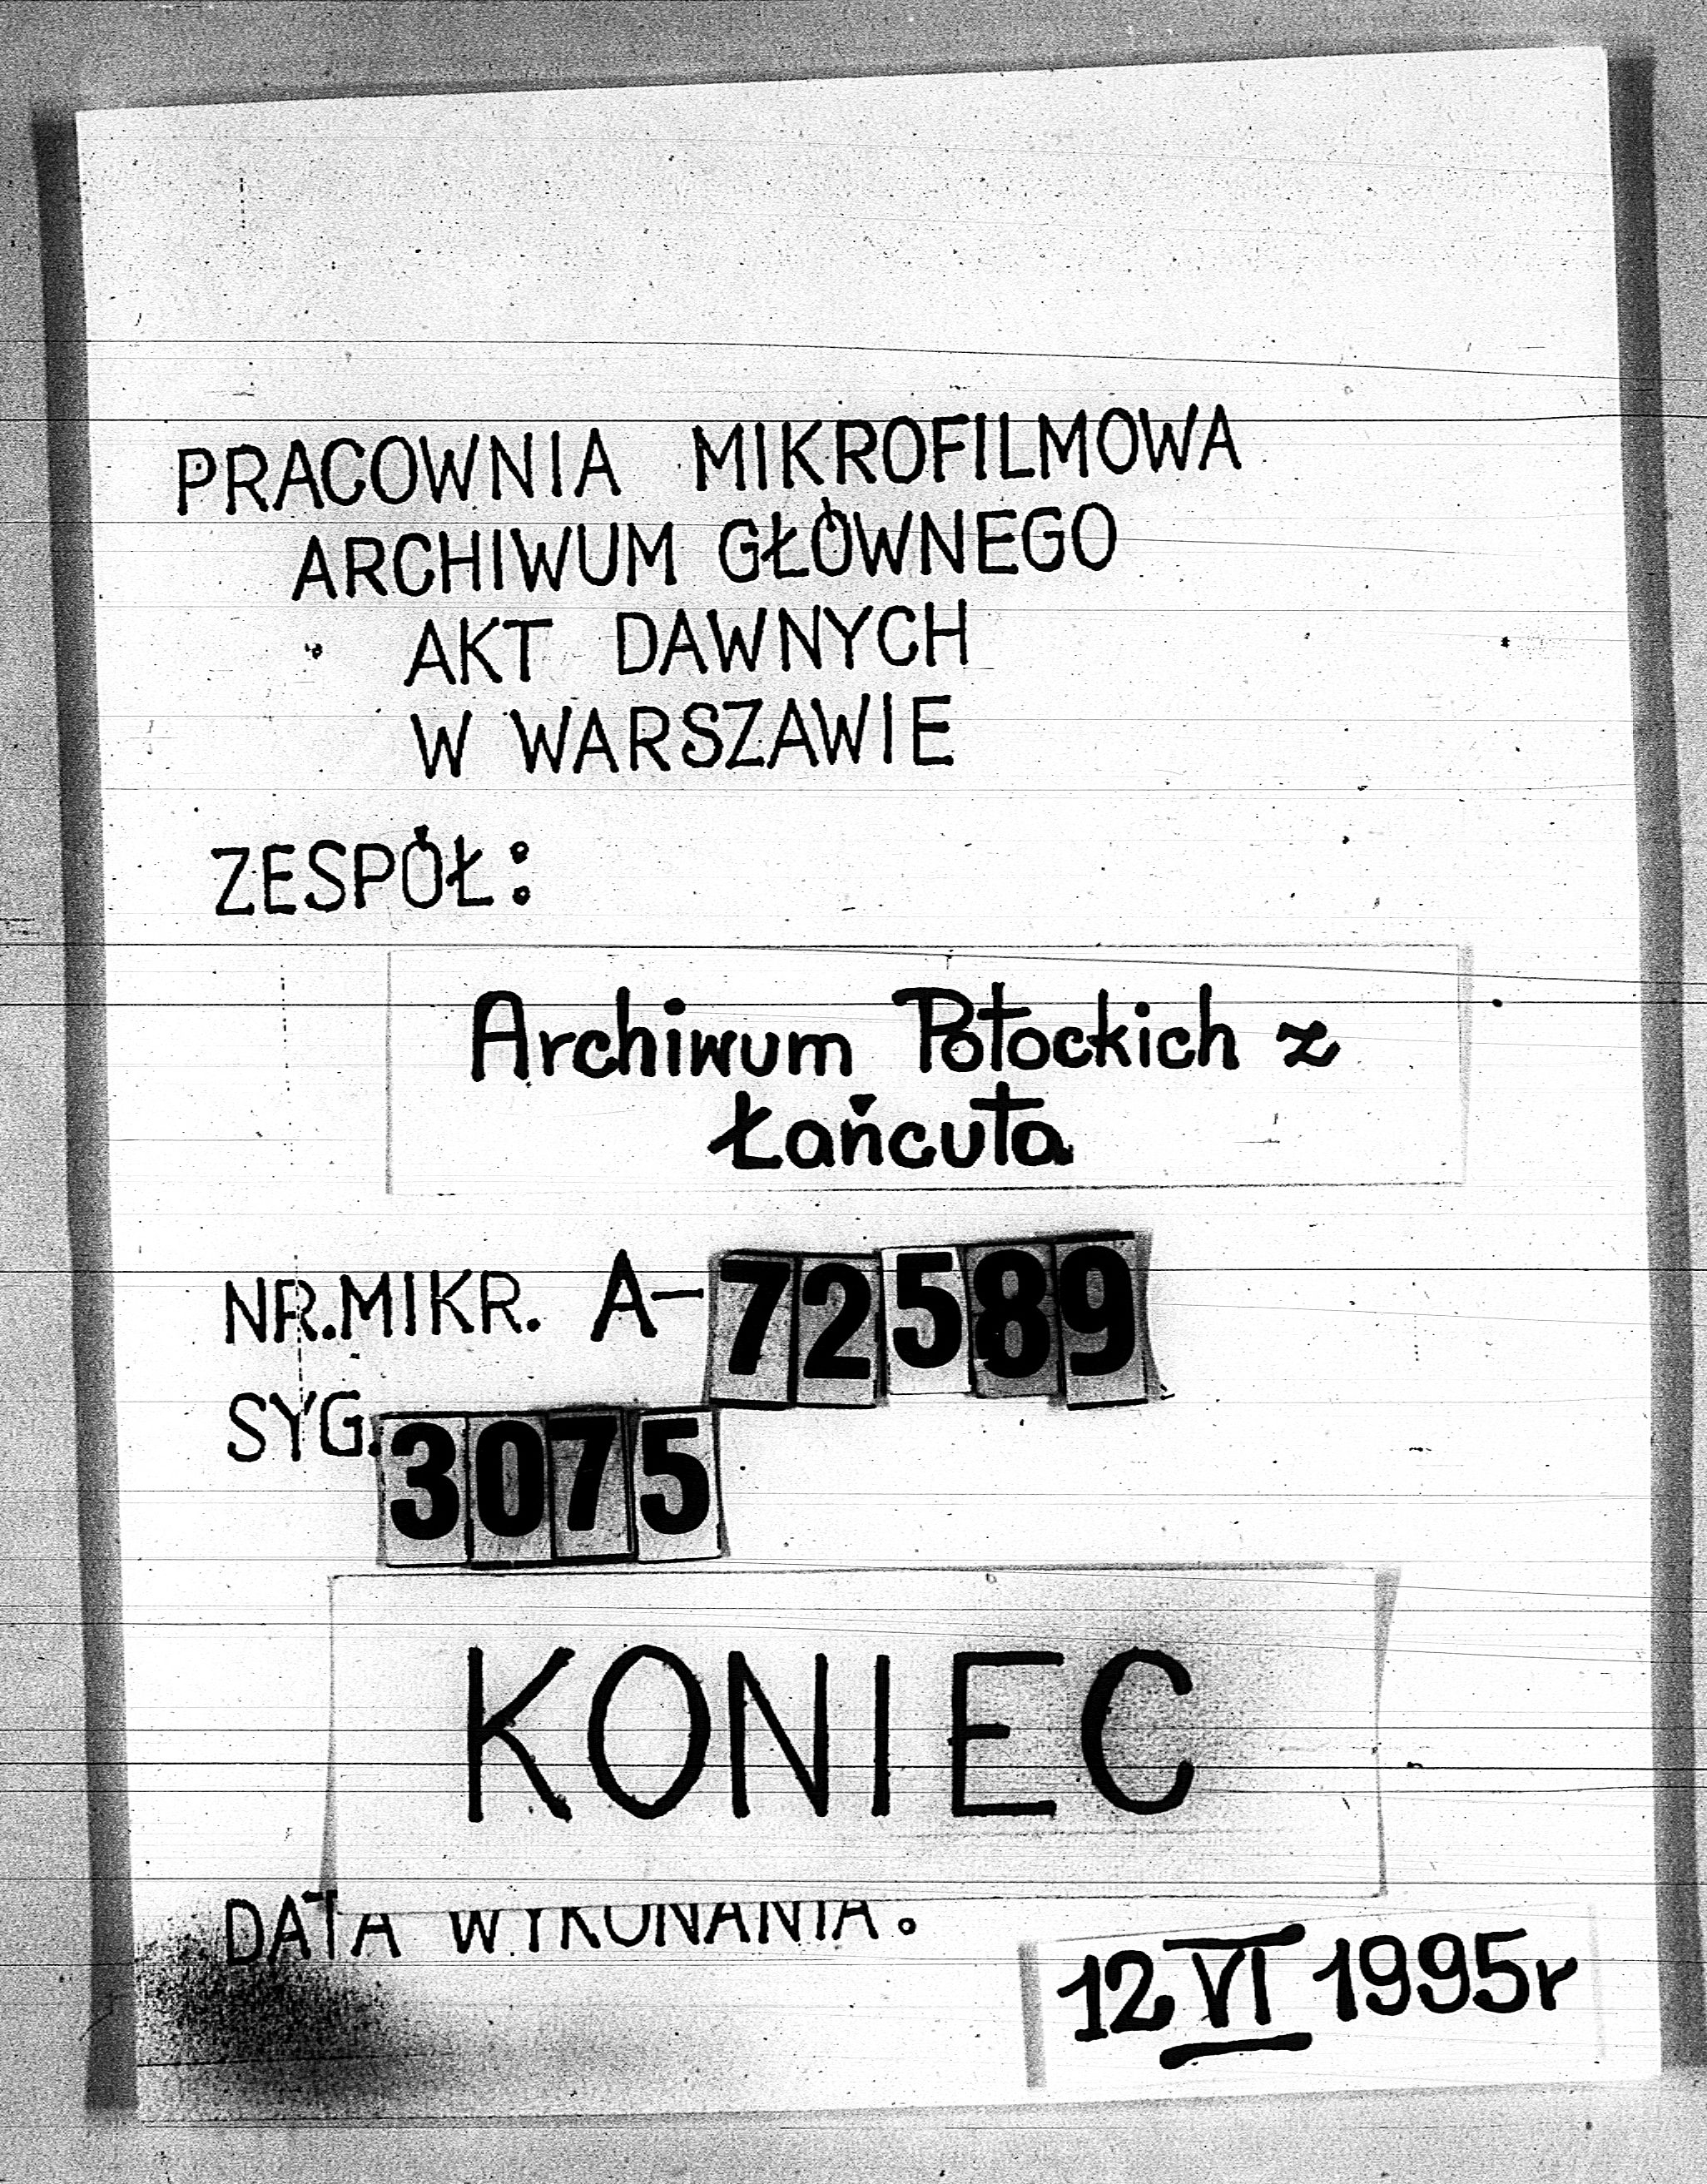 PRACOWNIA MIKROFILMOWA
ARCHIWUM GŁÓWNEGO
AKT DAWNYCH
W WARSZAWIE
ZESPÓŁ:
Archiwum Potockich z
Łańcuta
NR.MIKR. A-72589
SYG.3075
KONIEC
DATA WYKONANIA:
12 VI 1995r